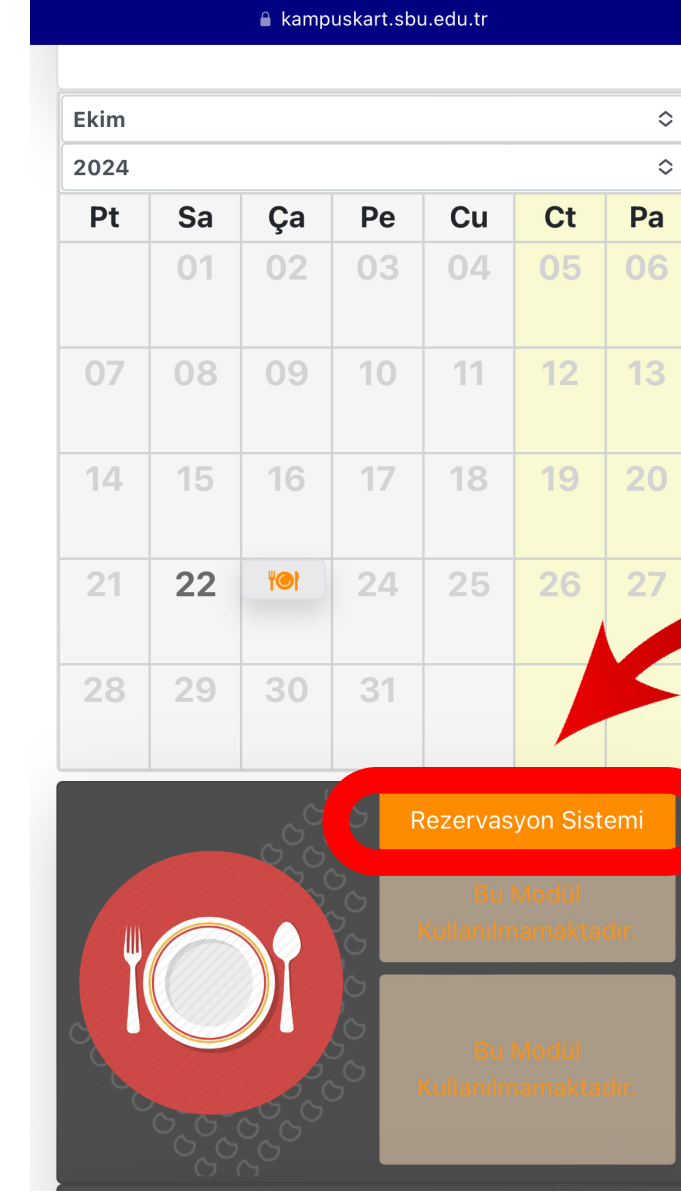 kampuskart.sbu.edu.tr
Ekim
2024
Pt Sa Ça Pe Cu Ct Pa
01 02 03 04 05 06
07 08 09 10 11 12 13
14 15 16 17 18 19 20
21 22 24 25 26 27
28 29 30 31
Rezervasyon Sistemi
Bu Modül
Kullanılmamaktadır.
Bu Modül
Kullanılmamaktadır.